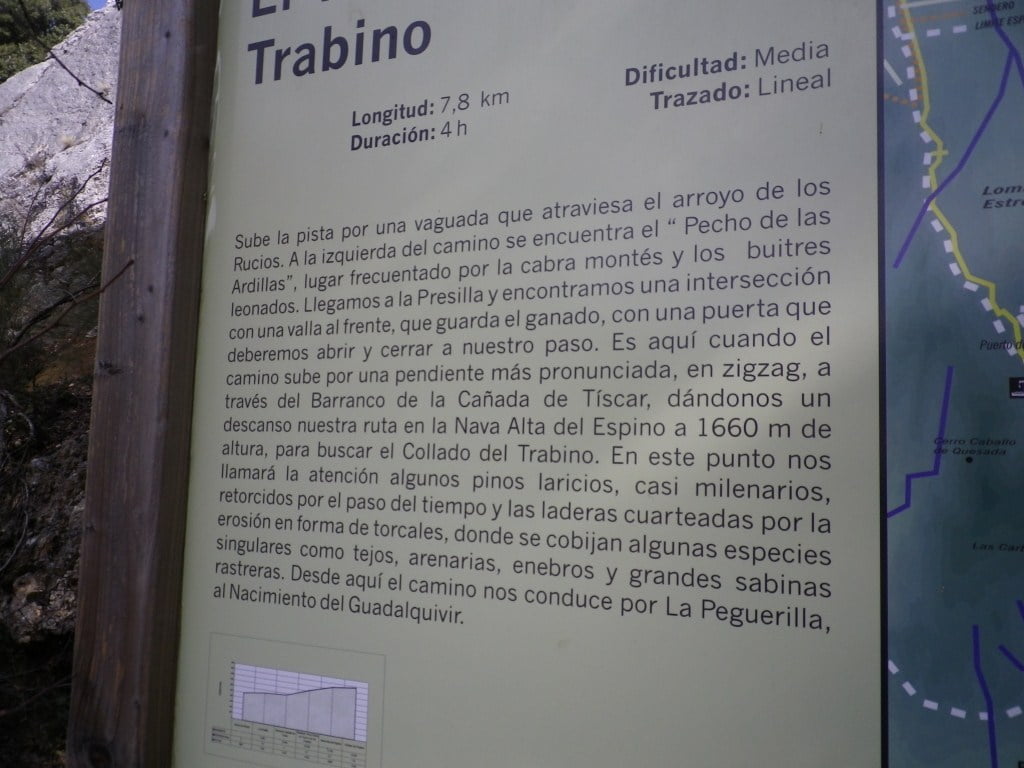 Trabino
Longitud: 7,8 km
Duración: 4 h
Dificultad: Media
Trazado: Lineal
Sube la pista por una vaguada que atraviesa el arroyo de los
Rucios. A la izquierda del camino se encuentra el “ Pecho de las
Ardillas”, lugar frecuentado por la cabra montés y los buitres
leonados. Llegamos a la Presilla y encontramos una intersección
con una valla al frente, que guarda el ganado, con una puerta que
deberemos abrir y cerrar a nuestro paso. Es aquí cuando el
camino sube por una pendiente más pronunciada, en zigzag, a
través del Barranco de la Cañada de Tíscar, dándonos un
descanso nuestra ruta en la Nava Alta del Espino a 1660 m de
altura, para buscar el Collado del Trabino. En este punto nos
llamará la atención algunos pinos laricios, casi milenarios,
retorcidos por el paso del tiempo y las laderas cuarteadas por la
erosión en forma de torcales, donde se cobijan algunas especies
singulares como tejos, arenarias, enebros y grandes sabinas
rastreras. Desde aquí el camino nos conduce por La Peguerilla,
al Nacimiento del Guadalquivir.
SENDERO
LIMITE ESP
Loma
Estre
Puerto de
Cerro Caballo
de Quesada
Las Car